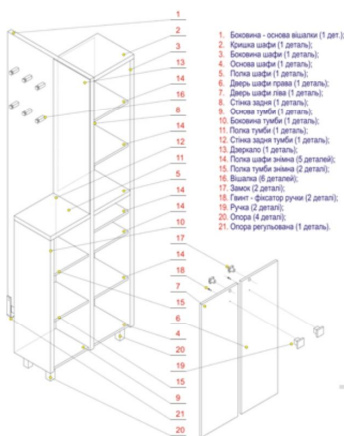 1
2
3
14
16
8
14
12
11
5
14
14
17
14
18
7
15
6
4
20
19
15
9
21
20
1. Боковина - основа вішалки (1 дет.);
2. Кришка шафи (1 деталь);
3. Боковина шафи (1 деталь);
4. Основа шафи (1 деталь);
5. Полка шафи (1 деталь);
6. Дверь шафи права (1 деталь);
7. Дверь шафи ліва (1 деталь);
8. Стінка задня (1 деталь);
9. Основа тумби (1 деталь);
10. Боковина тумби (1 деталь);
11. Полка тумби (1 деталь);
12. Стінка задня тумби (1 деталь);
13. Дзеркало (1 деталь);
14. Полка шафи знімна (5 деталей);
15. Полка тумби знімна (2 деталі);
16. Вішалка (6 деталей);
17. Замок (2 деталі);
18. Гвинт - фіксатор ручки (2 деталі);
19. Ручка (2 деталі);
20. Опора (4 деталі);
21. Опора регульована (1 деталь).